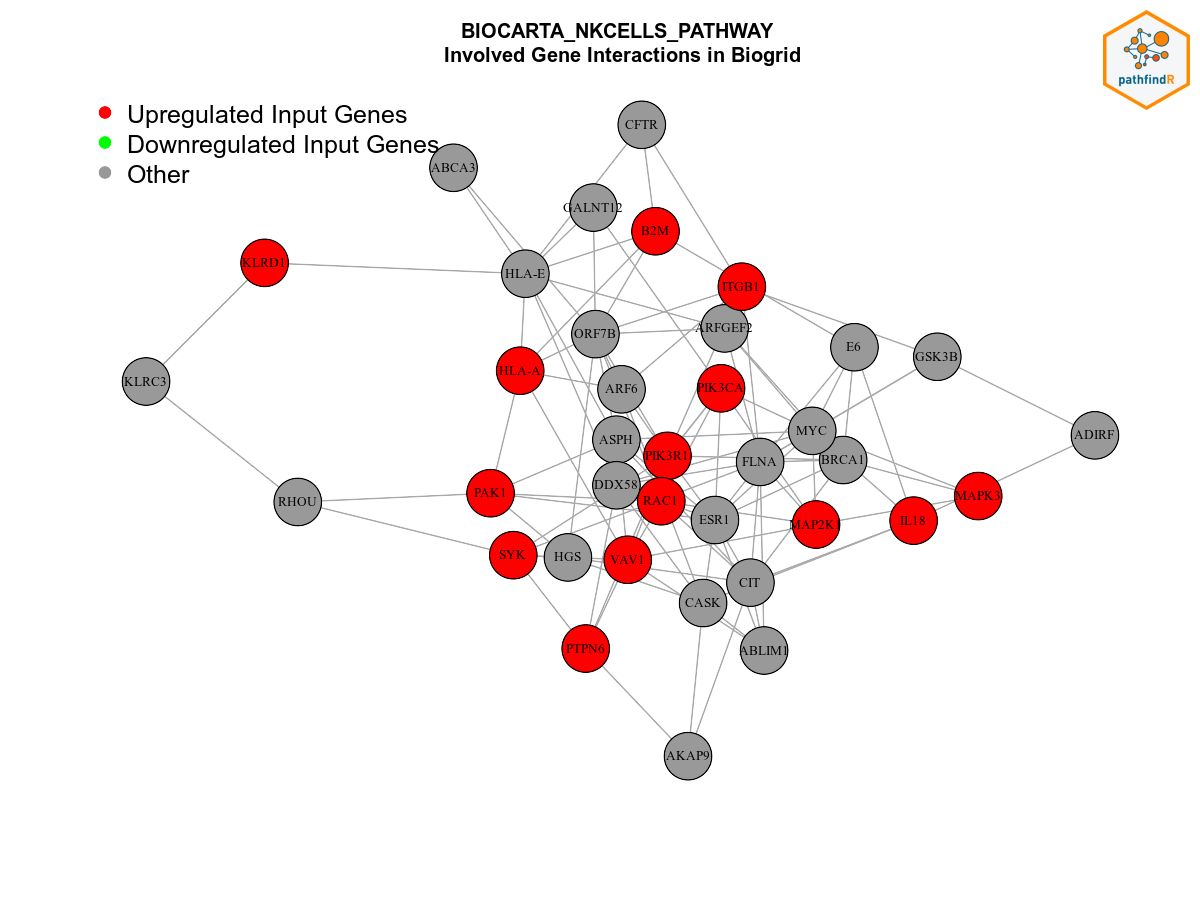 BIOCARTA_NKCELLS_PATHWAY
Involved Gene Interactions in Biogrid
pathfindR
Upregulated Input Genes
Downregulated Input Genes
Other
CFTR
ABCA3
GALNT12
B2M
KLRD1
HLA-E
ITGB1
ORF7B
ARFGEF2
E6
GSK3B
HLA-A
KLRC3
ARF6
PIK3CA
MYC
ADIRF
ASPH
PIK3R1
FLNA
BRCA1
DDX58
PAK1
RHOU
RAC1
MAPK3
ESR1
MAP2K1
IL18
SYK
HGS
VAV1
CIT
CASK
PTPN6
ABLIM1
AKAP9